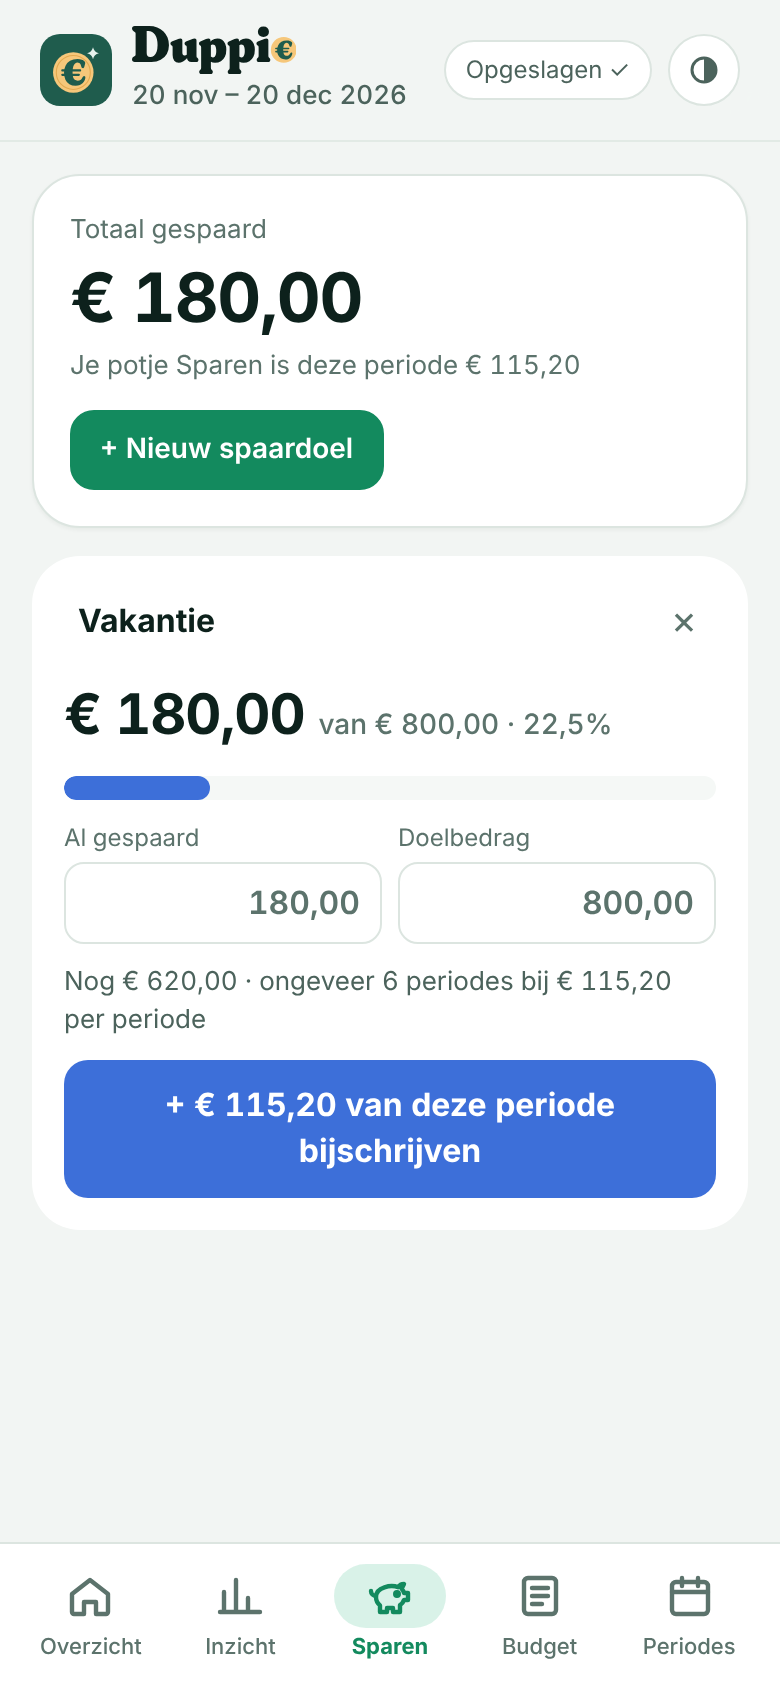 Duppi€
20 nov – 20 dec 2026
Opgeslagen ✓
Totaal gespaard
€ 180,00
Je potje Sparen is deze periode € 115,20
+ Nieuw spaardoel
Vakantie ×
€ 180,00 van € 800,00 · 22,5%
Al gespaard Doelbedrag
180,00 800,00
Nog € 620,00 · ongeveer 6 periodes bij € 115,20
per periode
+ € 115,20 van deze periode
bijschrijven
Overzicht Inzicht Sparen Budget Periodes